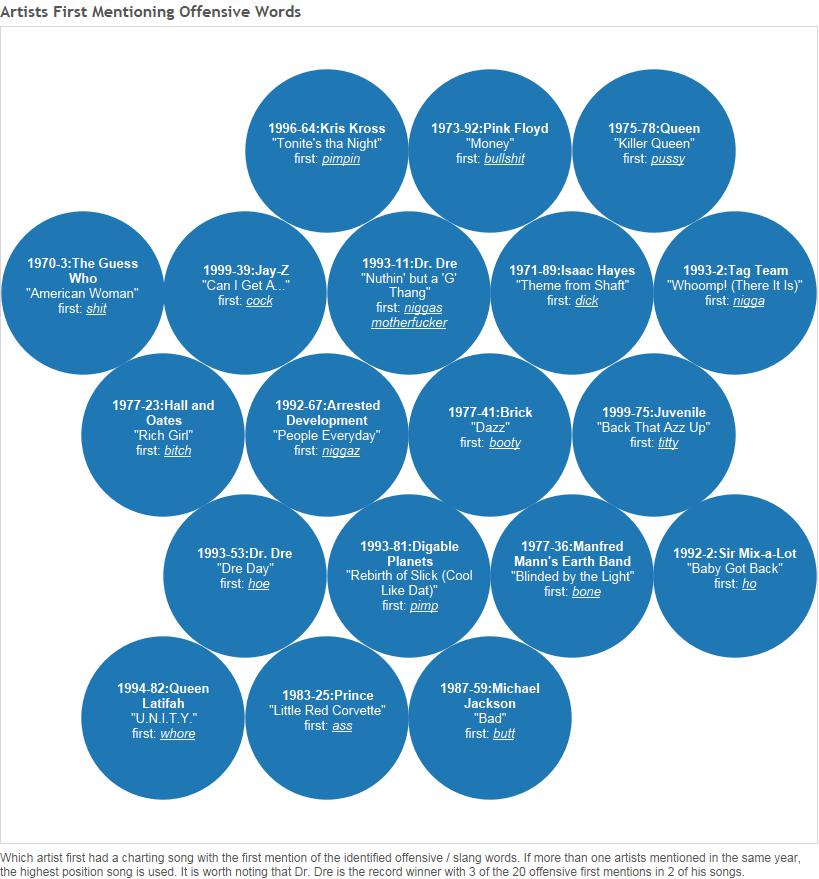 Artists First Mentioning Offensive Words
1996-64:Kris Kross
"Tonite's tha Night"
first: pimpin
1973-92:Pink Floyd
"Money"
first: bullshit
1975-78:Queen
"Killer Queen"
first: pussy
1970-3:The Guess
Who
"American Woman"
first: shit
1999-39:Jay-Z
"Can I Get A..."
first: cock
1993-11:Dr. Dre
"Nuthin' but a 'G'
Thang"
first: niggas
motherfucker
1971-89:Isaac Hayes
"Theme from Shaft"
first: dick
1993-2:Tag Team
"Whoomp! (There It Is)"
first: nigga
1977-23:Hall and
Oates
"Rich Girl"
first: bitch
1992-67:Arrested
Development
"People Everyday"
first: niggaz
1977-41:Brick
"Dazz"
first: booty
1999-75:Juvenile
"Back That Azz Up"
first: titty
1993-53:Dr. Dre
"Dre Day"
first: hoe
1993-81:Digable
Planets
"Rebirth of Slick (Cool
Like Dat)"
first: pimp
1977-36:Manfred
Mann's Earth Band
"Blinded by the Light"
first: bone
1992-2:Sir Mix-a-Lot
"Baby Got Back"
first: ho
1994-82:Queen
Latifah
"U.N.I.T.Y."
first: whore
1983-25:Prince
"Little Red Corvette"
first: ass
1987-59:Michael
Jackson
"Bad"
first: butt
Which artist first had a charting song with the first mention of the identified offensive / slang words. If more than one artists mentioned in the same year,
the highest position song is used. It is worth noting that Dr. Dre is the record winner with 3 of the 20 offensive first mentions in 2 of his songs.